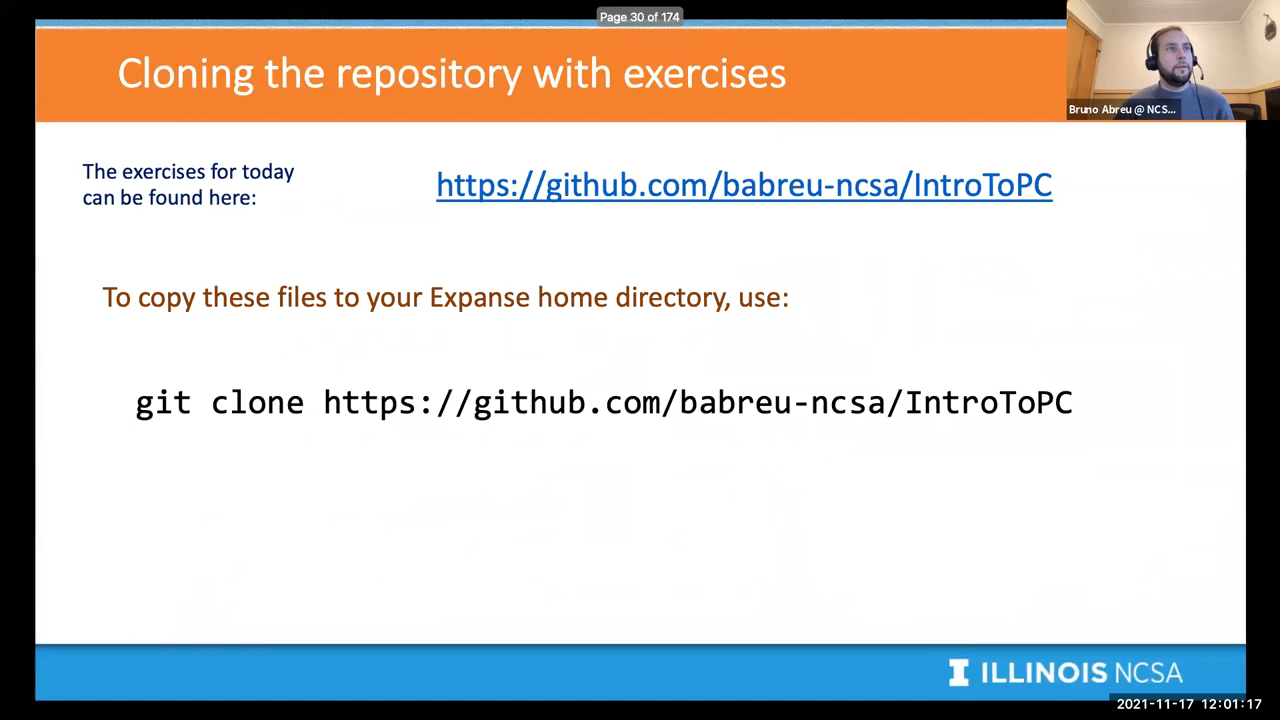 Page 30 of 174
Cloning the repository with exercises
Bruno Abreu @ NCS...
The exercises for today
can be found here:
https://github.com/babreu-ncsa/IntroToPC
To copy these files to your Expanse home directory, use:
git clone https://github.com/babreu-ncsa/IntroToPC
I ILLINOIS NCSA
2021-11-17 12:01:17